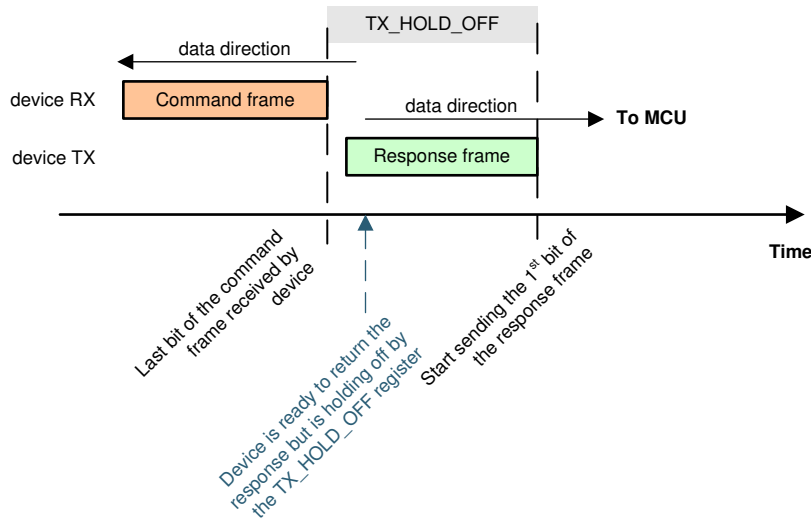 TX_HOLD_OFF
data direction
device RX
Command frame
data direction
To MCU
device TX
Response frame
Time
Last bit of the command
frame received by
device
Device is ready to return the
response but is holding off by
the TX_HOLD_OFF register
Start sending the 1st bit of
the response frame